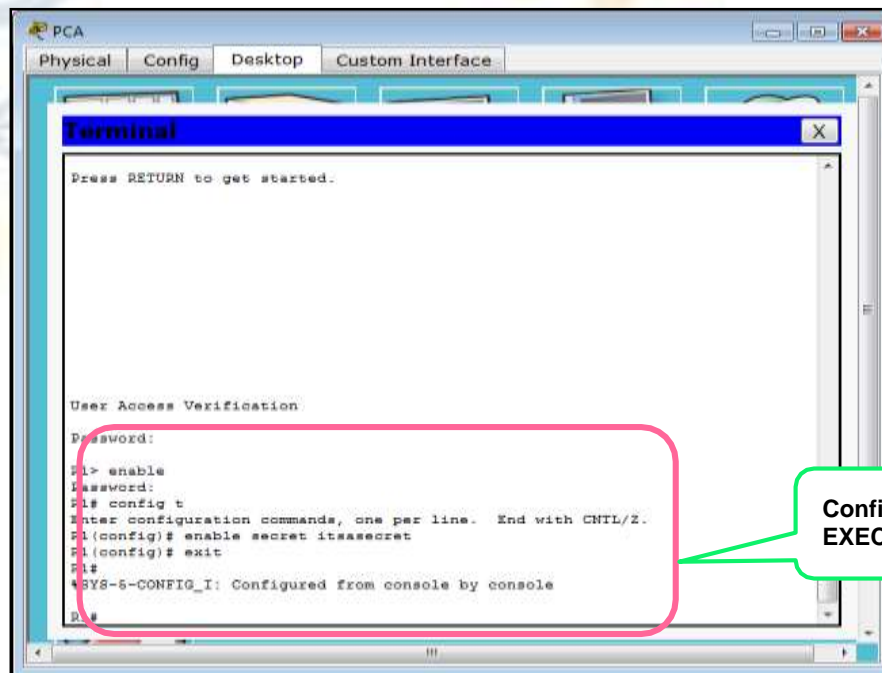 PCA
Physical Config Desktop Custom Interface
Terminal
X
Press RETURN to get started.
User Access Verification
Password:
R1> enable
Password:
R1# config t
Enter configuration commands, one per line. End with CNTL/Z.
R1(config)# enable secret itsasecret
R1(config)# exit
R1#
%SYS-5-CONFIG_I: Configured from console by console
R1#
EXEC